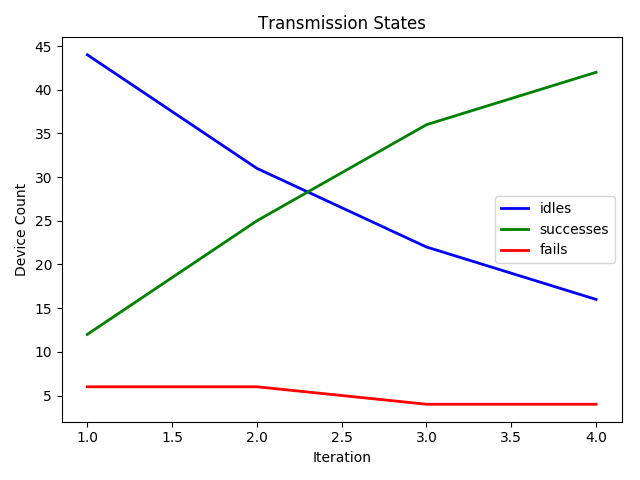 Transmission States
45
40
35
30
25
20
15
10
5
Device Count
idles
successes
fails
1.0 1.5 2.0 2.5 3.0 3.5 4.0
Iteration